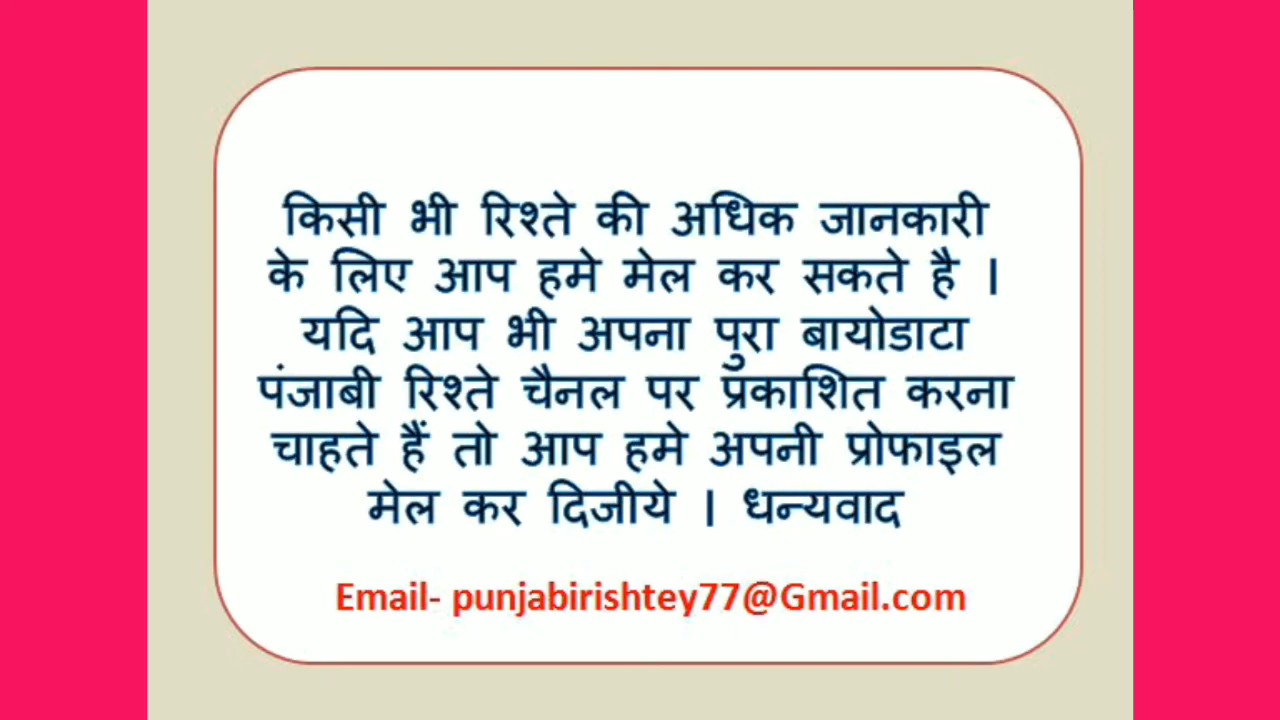 किसी भी रिश्ते की अधिक जानकारी
के लिए आप हमे मेल कर सकते है ।
यदि आप भी अपना पुरा बायोडाटा
पंजाबी रिश्ते चैनल पर प्रकाशित करना
चाहते हैं तो आप हमे अपनी प्रोफाइल
मेल कर दिजीये । धन्यवाद
Email- punjabirishtey77@Gmail.com